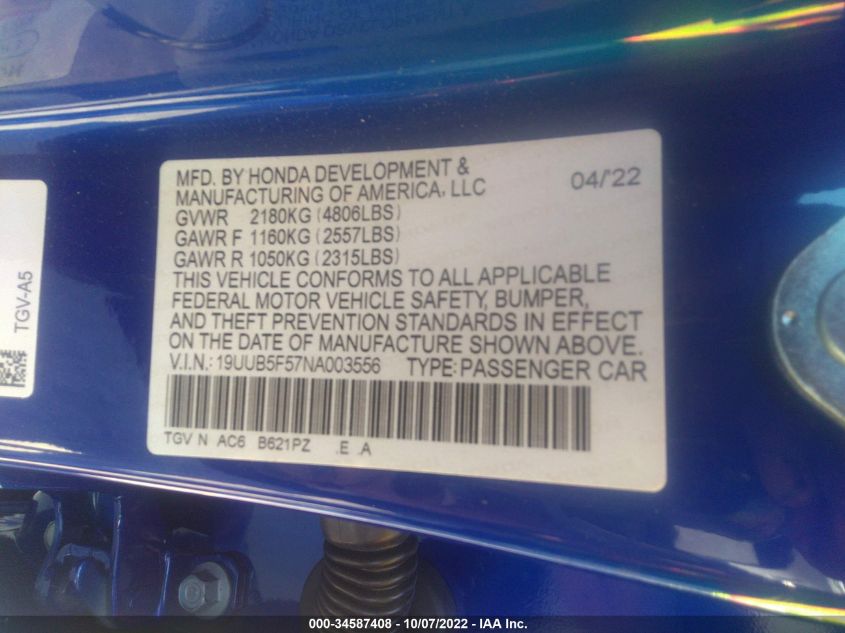 MFD. BY HONDA DEVELOPMENT &
MANUFACTURING OF AMERICA, LLC
04/'22
GVWR 2180KG (4806LBS)
GAWR F 1160KG (2557LBS)
GAWR R 1050KG (2315LBS)
THIS VEHICLE CONFORMS TO ALL APPLICABLE
FEDERAL MOTOR VEHICLE SAFETY, BUMPER,
AND THEFT PREVENTION STANDARDS IN EFFECT
ON THE DATE OF MANUFACTURE SHOWN ABOVE.
V.I.N.: 19UUB5F57NA003556 TYPE: PASSENGER CAR
TGV N AC6 B621PZ .E .A
TGV-A5
000-34587408 - 10/07/2022 - IAA Inc.